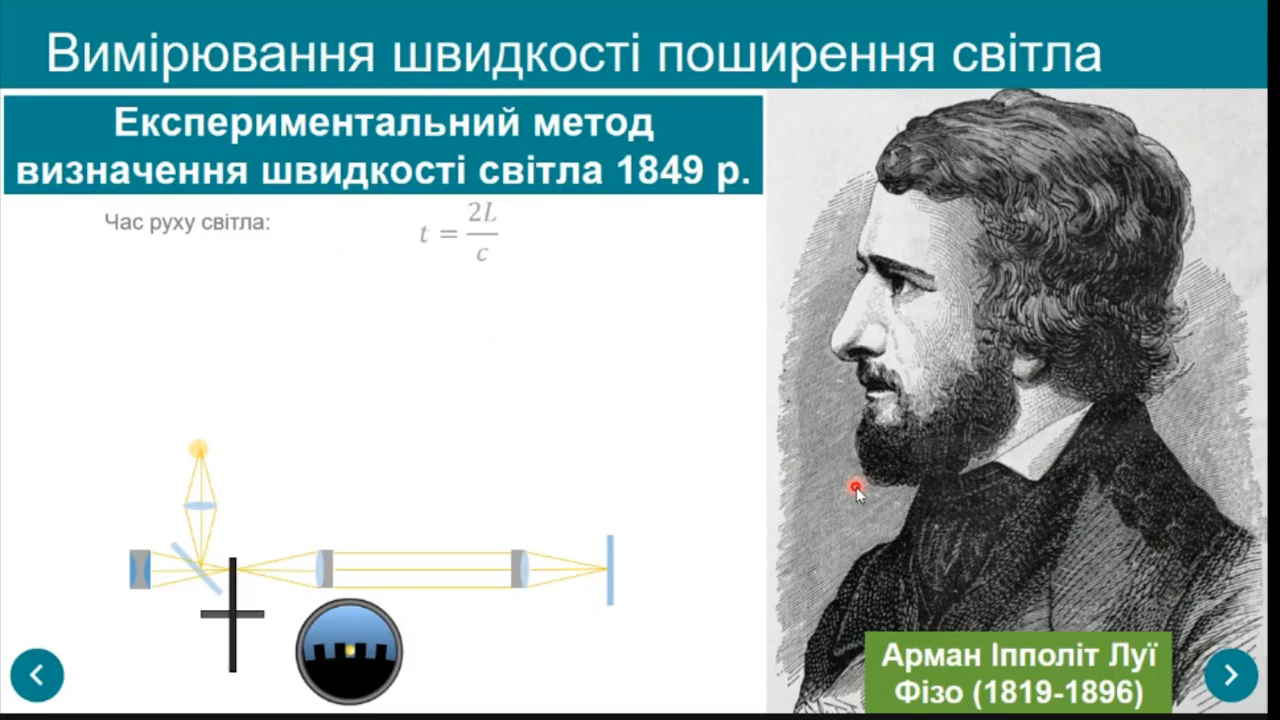 Вимірювання швидкості поширення світла
Експериментальний метод
визначення швидкості світла 1849 р.
Час руху світла:
t = 2L/c
Арман Іпполіт Луї
Фізо (1819-1896)